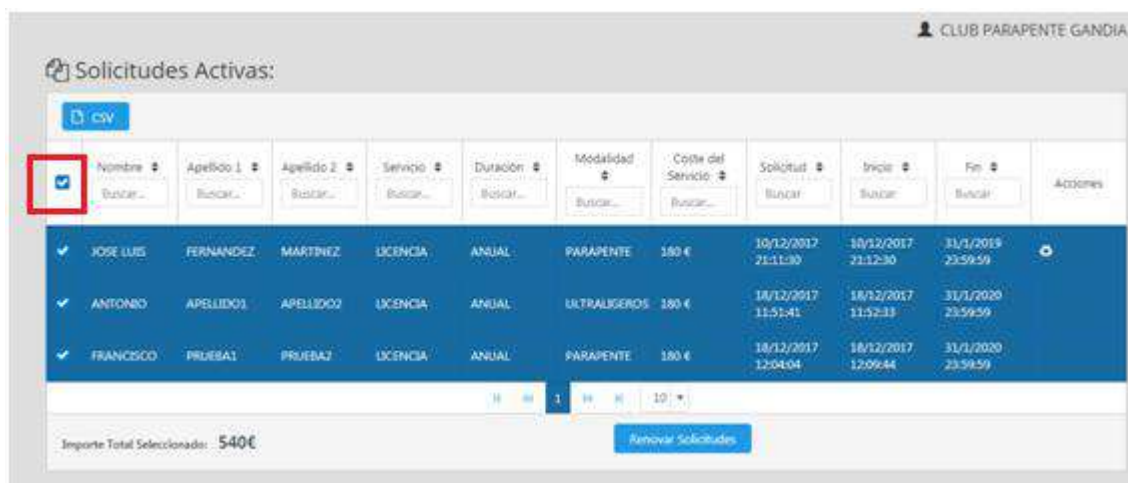 CLUB PARAPENTE GANDIA
Solicitudes Activas:
CSV
Nombre Apellido 1 Apellido 2 Servicio Duración Modalidad Coste del Servicio Solicitud Inicio Fin Acciones
Buscar... Buscar... Buscar... Buscar... Buscar... Buscar... Buscar... Buscar Buscar Buscar
JOSE LUIS FERNANDEZ MARTINEZ LICENCIA ANUAL PARAPENTE 180 € 10/12/2017 21:11:30 10/12/2017 21:12:30 31/1/2019 23:59:59
ANTONIO APELLIDO1 APELLIDO2 LICENCIA ANUAL ULTRALIGEROS 180 € 18/12/2017 11:51:41 18/12/2017 11:52:33 31/1/2020 23:59:59
FRANCISCO PRUEBA1 PRUEBA2 LICENCIA ANUAL PARAPENTE 180 € 18/12/2017 12:04:04 18/12/2017 12:09:44 31/1/2020 23:59:59
1 10
Importe Total Seleccionado: 540€ Renovar Solicitudes